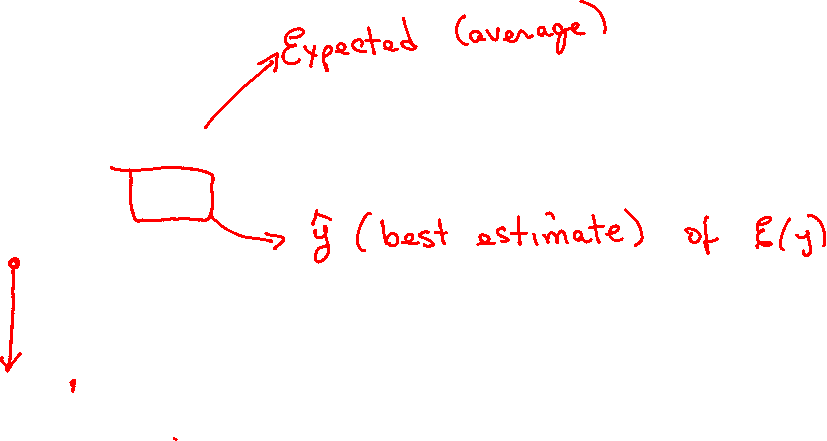 Expected (average)
ŷ (best estimate) of E(y)